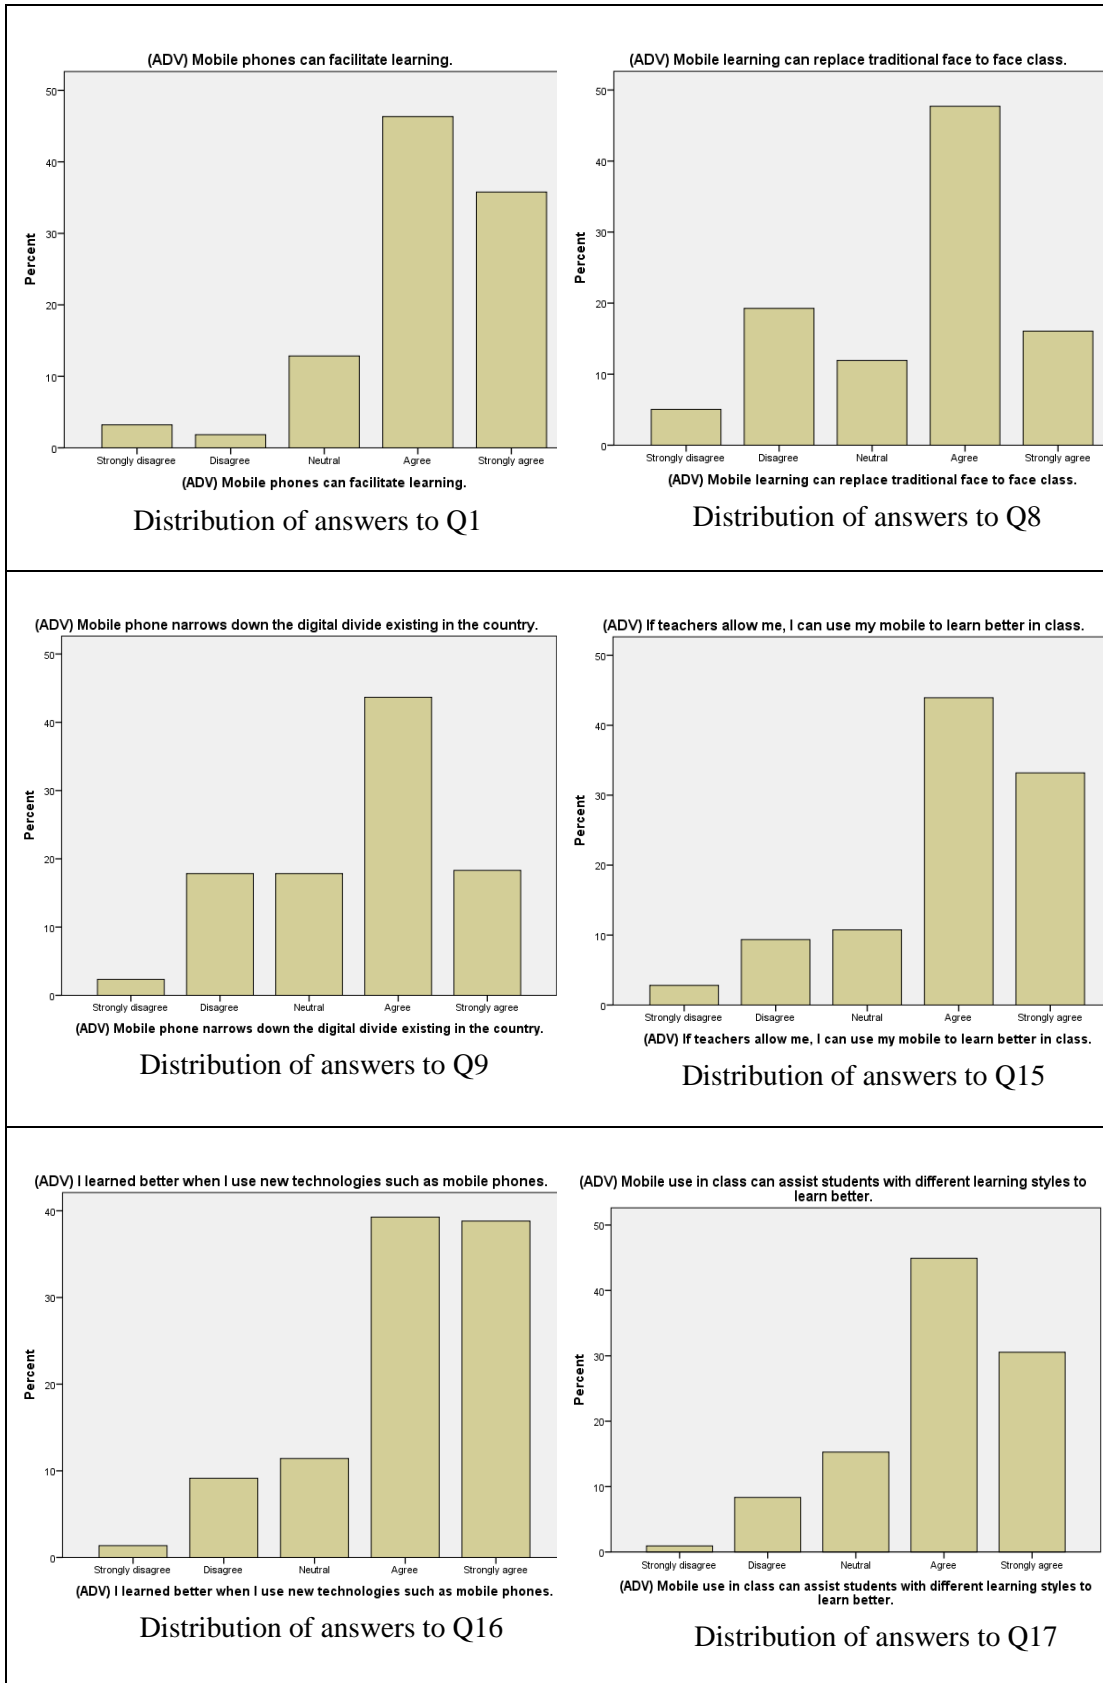 (ADV) Mobile phones can facilitate learning.
50
40
30
20
10
0
Percent
Strongly disagree Disagree Neutral Agree Strongly agree
(ADV) Mobile phones can facilitate learning.
Distribution of answers to Q1
(ADV) Mobile learning can replace traditional face to face class.
50
40
30
20
10
0
Percent
Strongly disagree Disagree Neutral Agree Strongly agree
(ADV) Mobile learning can replace traditional face to face class.
Distribution of answers to Q8
(ADV) Mobile phone narrows down the digital divide existing in the country.
50
40
30
20
10
0
Percent
Strongly disagree Disagree Neutral Agree Strongly agree
(ADV) Mobile phone narrows down the digital divide existing in the country.
Distribution of answers to Q9
(ADV) If teachers allow me, I can use my mobile to learn better in class.
50
40
30
20
10
0
Percent
Strongly disagree Disagree Neutral Agree Strongly agree
(ADV) If teachers allow me, I can use my mobile to learn better in class.
Distribution of answers to Q15
(ADV) I learned better when I use new technologies such as mobile phones.
40
30
20
10
0
Percent
Strongly disagree Disagree Neutral Agree Strongly agree
(ADV) I learned better when I use new technologies such as mobile phones.
Distribution of answers to Q16
(ADV) Mobile use in class can assist students with different learning styles to
learn better.
50
40
30
20
10
0
Percent
Strongly disagree Disagree Neutral Agree Strongly agree
(ADV) Mobile use in class can assist students with different learning styles to
learn better.
Distribution of answers to Q17